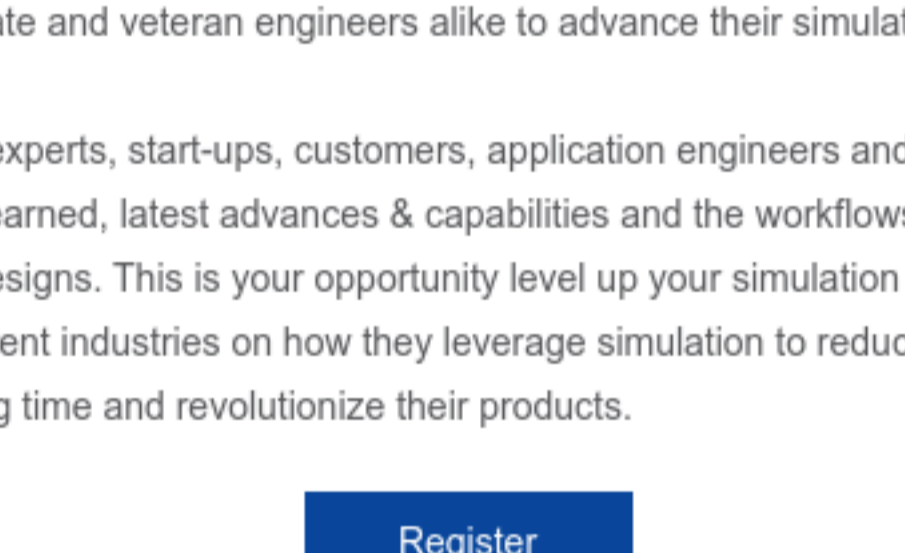 ate and veteran engineers alike to advance their simulat
experts, start-ups, customers, application engineers and
earned, latest advances & capabilities and the workflows
esigns. This is your opportunity level up your simulation
ent industries on how they leverage simulation to reduc
g time and revolutionize their products.
Register